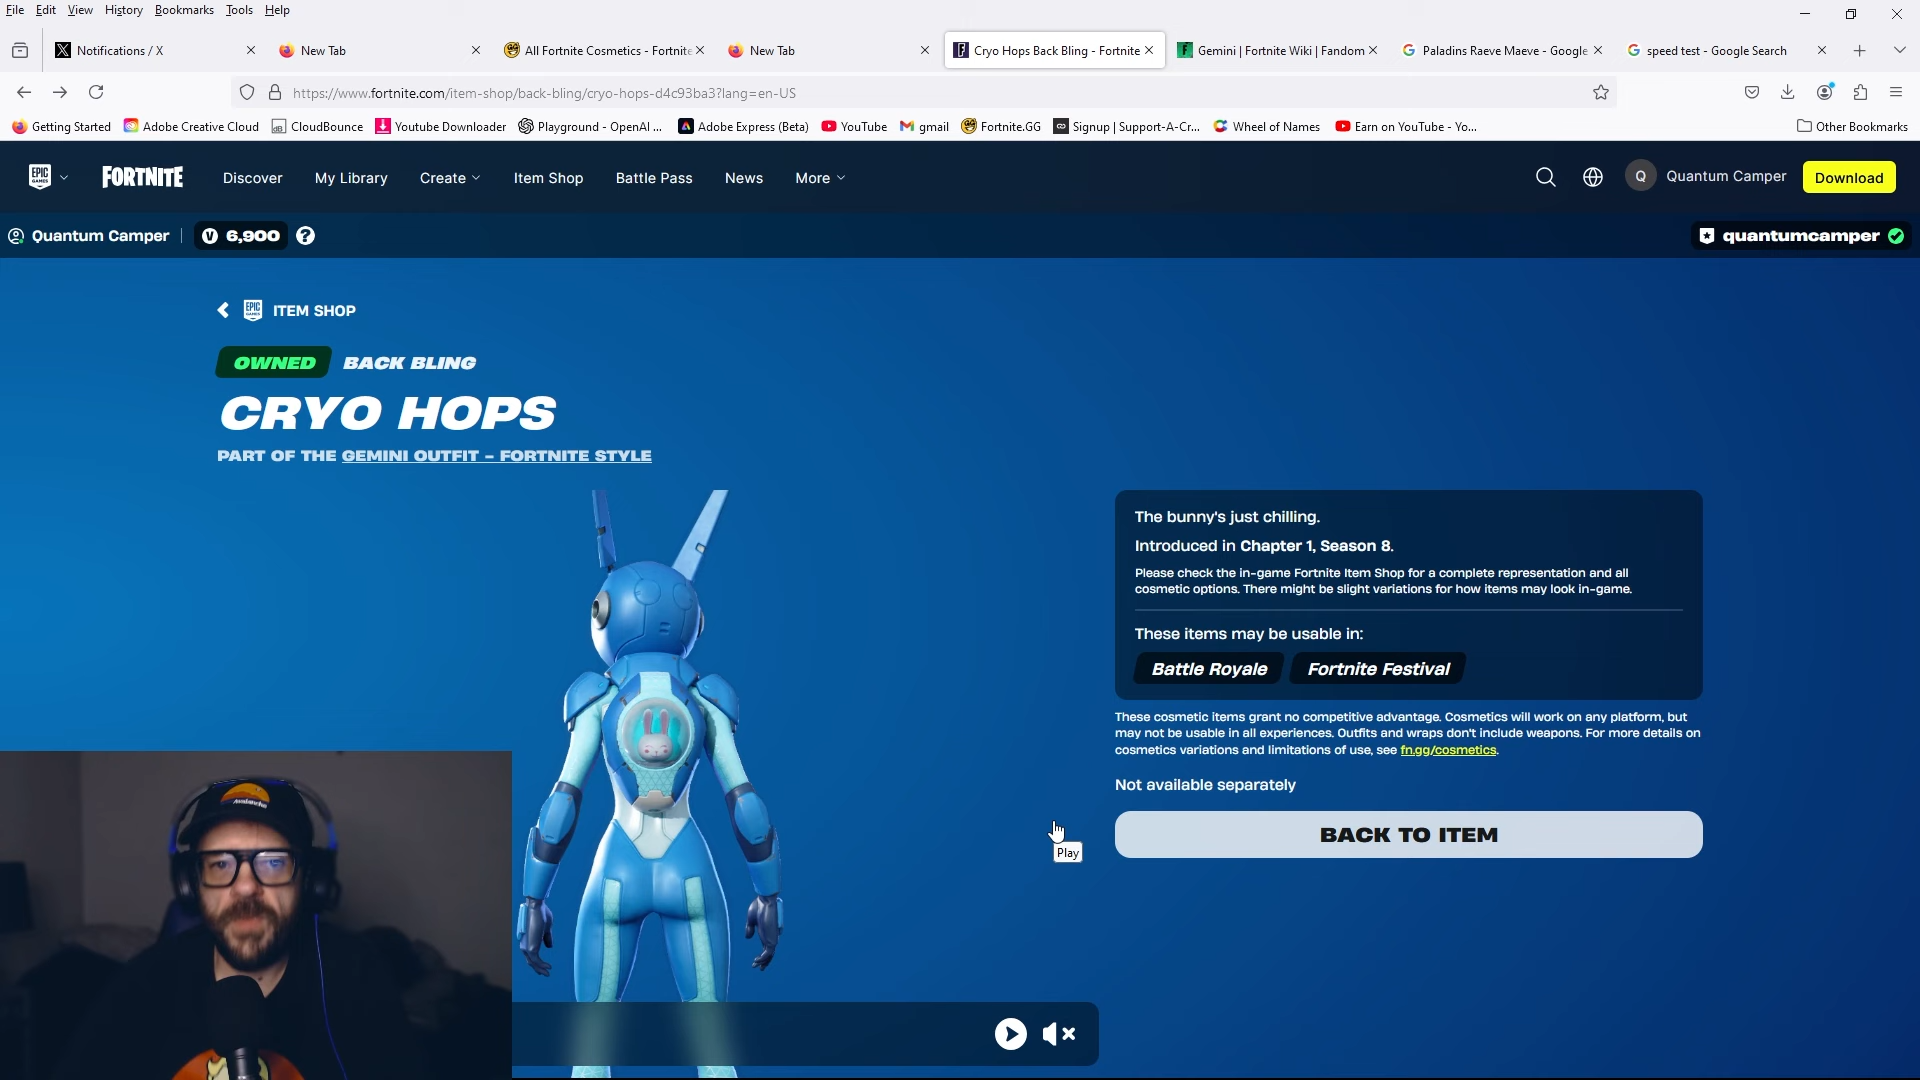 File Edit View History Bookmarks Tools Help
Notifications / X
New Tab
All Fortnite Cosmetics - Fortnite
New Tab
Cryo Hops Back Bling - Fortnite
Gemini | Fortnite Wiki | Fandom
Paladins Raeve Maeve - Google
speed test - Google Search
https://www.fortnite.com/item-shop/back-bling/cryo-hops-d4c93ba3?lang=en-US
Getting Started Adobe Creative Cloud CloudBounce Youtube Downloader Playground - OpenAI ... Adobe Express (Beta) YouTube gmail Fortnite.GG Signup | Support-A-Cr... Wheel of Names Earn on YouTube - Yo... Other Bookmarks
EPIC GAMES FORTNITE Discover My Library Create Item Shop Battle Pass News More Q Quantum Camper Download
Quantum Camper V 6,900 ? quantumcamper
EPIC GAMES ITEM SHOP
OWNED BACK BLING
CRYO HOPS
PART OF THE GEMINI OUTFIT - FORTNITE STYLE
The bunny's just chilling.
Introduced in Chapter 1, Season 8.
Please check the in-game Fortnite Item Shop for a complete representation and all
cosmetic options. There might be slight variations for how items may look in-game.
These items may be usable in:
Battle Royale Fortnite Festival
These cosmetic items grant no competitive advantage. Cosmetics will work on any platform, but
may not be usable in all experiences. Outfits and wraps don't include weapons. For more details on
cosmetics variations and limitations of use, see fn.gg/cosmetics.
Not available separately
BACK TO ITEM
Play
Avalanche